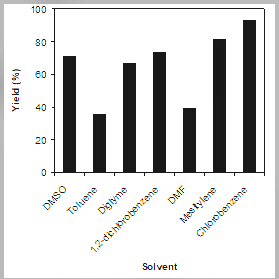 100
80
60
40
20
0
Yield (%)
DMSO
Toluene
Diglyme
1,2-dichlorobenzene
DMF
Mesitylene
Chlorobenzene
Solvent